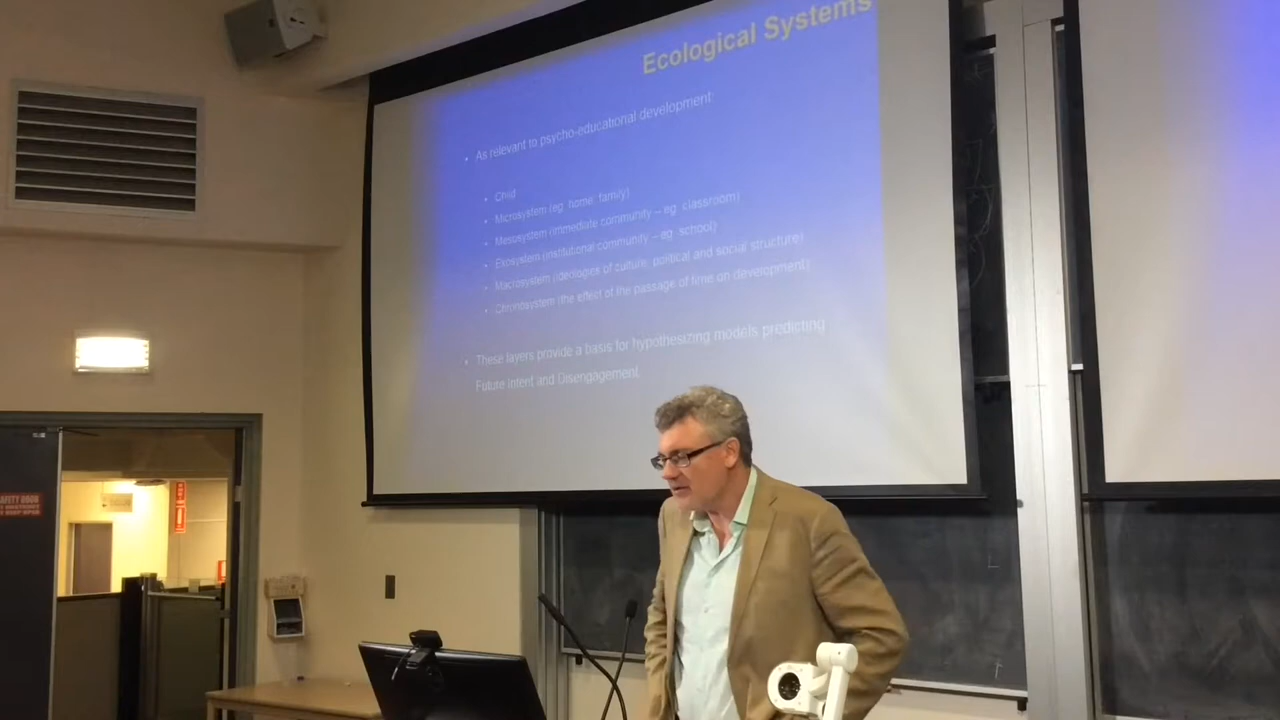 Ecological Systems
• As relevant to psycho-educational development:
• Child
• Microsystem (eg. home, family)
• Mesosystem (immediate community – eg. classroom)
• Exosystem (institutional community – eg. school)
• Macrosystem (ideologies of culture, political and social structure)
• Chronosystem (the effect of the passage of time on development)
• These layers provide a basis for hypothesizing models predicting
Future Intent and Disengagement.
SAFETY DOOR